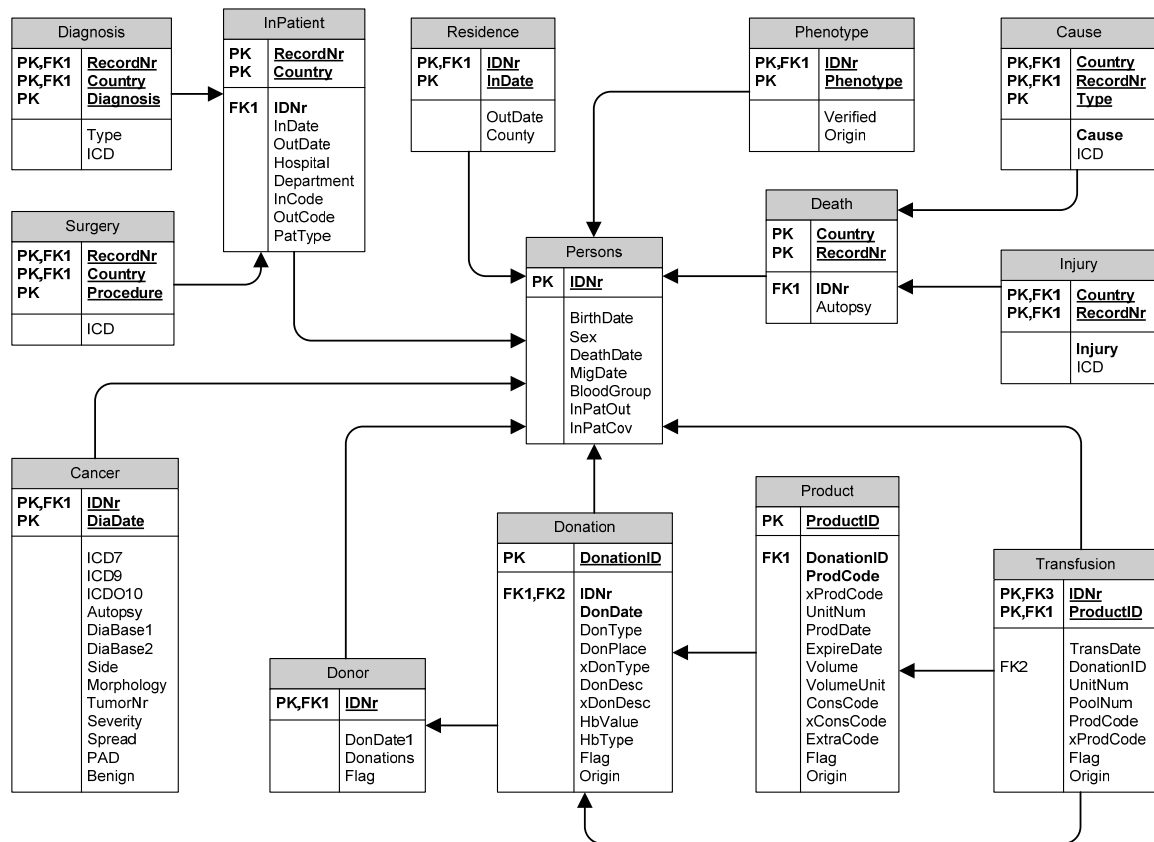 Diagnosis
PK,FK1 RecordNr
PK,FK1 Country
PK Diagnosis
Type
ICD
InPatient
PK RecordNr
PK Country
FK1 IDNr
InDate
OutDate
Hospital
Department
InCode
OutCode
PatType
Residence
PK,FK1 IDNr
PK InDate
OutDate
County
Phenotype
PK,FK1 IDNr
PK Phenotype
Verified
Origin
Cause
PK,FK1 Country
PK,FK1 RecordNr
PK Type
Cause
ICD
Surgery
PK,FK1 RecordNr
PK,FK1 Country
PK Procedure
ICD
Persons
PK IDNr
BirthDate
Sex
DeathDate
MigDate
BloodGroup
InPatOut
InPatCov
Death
PK Country
PK RecordNr
FK1 IDNr
Autopsy
Injury
PK,FK1 Country
PK,FK1 RecordNr
Injury
ICD
Cancer
PK,FK1 IDNr
PK DiaDate
ICD7
ICD9
ICDO10
Autopsy
DiaBase1
DiaBase2
Side
Morphology
TumorNr
Severity
Spread
PAD
Benign
Donor
PK,FK1 IDNr
DonDate1
Donations
Flag
Donation
PK DonationID
FK1,FK2 IDNr
DonDate
DonType
DonPlace
xDonType
DonDesc
xDonDesc
HbValue
HbType
Flag
Origin
Product
PK ProductID
FK1 DonationID
ProdCode
xProdCode
UnitNum
ProdDate
ExpireDate
Volume
VolumeUnit
ConsCode
xConsCode
ExtraCode
Flag
Origin
Transfusion
PK,FK3 IDNr
PK,FK1 ProductID
TransDate
FK2 DonationID
UnitNum
PoolNum
ProdCode
xProdCode
Flag
Origin